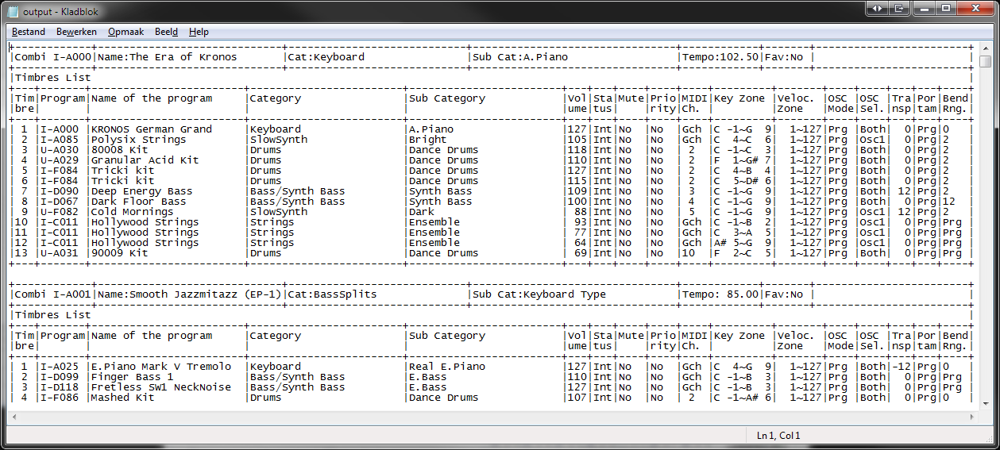 output - Kladblok
Bestand Bewerken Opmaak Beeld Help
+------------+-----------------------------+----------------------------+--------------------------------+------------+-------+------------------------+
|Combi I-A000|Name:The Era of Kronos       |Cat:Keyboard                |Sub Cat:A.Piano                 |Tempo:102.50|Fav:No |                        |
|Timbres List                                                                                                                                          |
|Tim|Program|Name of the program     |Category                |Sub Category            |Vol|Sta|Mute|Prio|MIDI|Key Zone |Veloc.|OSC |OSC |Tra|Por|Bend|
|bre|       |                        |                        |                        |ume|tus|    |rity|Ch. |         |Zone  |Mode|Sel.|nsp|tam|Rng.|
| 1 |I-A000 |KRONOS German Grand     |Keyboard                |A.Piano                 |127|Int|No  |No  |Gch |C -1~G  9|  1~127|Prg |Both|  0|Prg|0   |
| 2 |I-A085 |Polysix Strings         |SlowSynth               |Bright                  |105|Int|No  |No  |Gch |C  4~C  6|  1~127|Prg |Osc1|  0|Prg|2   |
| 3 |U-A030 |80008 Kit               |Drums                   |Dance Drums             |118|Int|No  |No  | 2  |C -1~C  3|  1~127|Prg |Both|  0|Prg|2   |
| 4 |U-A029 |Granular Acid Kit       |Drums                   |Dance Drums             |110|Int|No  |No  | 2  |F  1~G# 7|  1~127|Prg |Both|  0|Prg|2   |
| 5 |I-F084 |Tricki kit              |Drums                   |Dance Drums             |127|Int|No  |No  | 2  |C  4~B  4|  1~127|Prg |Both|  0|Prg|2   |
| 6 |I-F084 |Tricki kit              |Drums                   |Dance Drums             |115|Int|No  |No  | 2  |C  5~D# 6|  1~127|Prg |Both|  0|Prg|2   |
| 7 |I-D090 |Deep Energy Bass        |Bass/Synth Bass         |Synth Bass              |109|Int|No  |No  | 3  |C -1~G  9|  1~127|Prg |Both| 12|Prg|2   |
| 8 |I-D067 |Dark Floor Bass         |Bass/Synth Bass         |Synth Bass              |100|Int|No  |No  | 4  |C -1~G  9|  1~127|Prg |Both|  0|Prg|12  |
| 9 |U-F082 |Cold Mornings           |SlowSynth               |Dark                    | 88|Int|No  |No  | 5  |C -1~G  9|  1~127|Prg |Osc1| 12|Prg|2   |
|10 |I-C011 |Hollywood Strings       |Strings                 |Ensemble                | 93|Int|No  |No  |Gch |C -1~B  2|  1~127|Prg |Osc1|  0|Prg|Prg |
|11 |I-C011 |Hollywood Strings       |Strings                 |Ensemble                | 77|Int|No  |No  |Gch |C  3~A  5|  1~127|Prg |Osc1|  0|Prg|Prg |
|12 |I-C011 |Hollywood Strings       |Strings                 |Ensemble                | 64|Int|No  |No  |Gch |A# 5~G  9|  1~127|Prg |Osc1|  0|Prg|Prg |
|13 |U-A031 |90009 Kit               |Drums                   |Dance Drums             | 69|Int|No  |No  |10  |F  2~C  5|  1~127|Prg |Both|  0|Prg|Prg |
|Combi I-A001|Name:Smooth Jazzmitazz (EP-1)|Cat:BassSplits              |Sub Cat:Keyboard Type           |Tempo: 85.00|Fav:No |                        |
|Timbres List                                                                                                                                          |
|Tim|Program|Name of the program     |Category                |Sub Category            |Vol|Sta|Mute|Prio|MIDI|Key Zone |Veloc.|OSC |OSC |Tra|Por|Bend|
|bre|       |                        |                        |                        |ume|tus|    |rity|Ch. |         |Zone  |Mode|Sel.|nsp|tam|Rng.|
| 1 |I-A025 |E.Piano Mark V Tremolo  |Keyboard                |Real E.Piano            |127|Int|No  |No  |Gch |C  4~G  9|  1~127|Prg |Both|-12|Prg|0   |
| 2 |I-D099 |Finger Bass 1           |Bass/Synth Bass         |E.Bass                  |110|Int|No  |No  |Gch |C -1~B  3|  1~127|Prg |Both|  0|Prg|Prg |
| 3 |I-D118 |Fretless SW1 NeckNoise  |Bass/Synth Bass         |E.Bass                  |127|Int|No  |No  |Gch |C -1~B  3|  1~127|Prg |Both|  0|Prg|Prg |
| 4 |I-F086 |Mashed Kit              |Drums                   |Dance Drums             |107|Int|No  |No  | 2  |C -1~A# 6|  1~127|Prg |Both|  0|Prg|0   |
Ln 1, Col 1